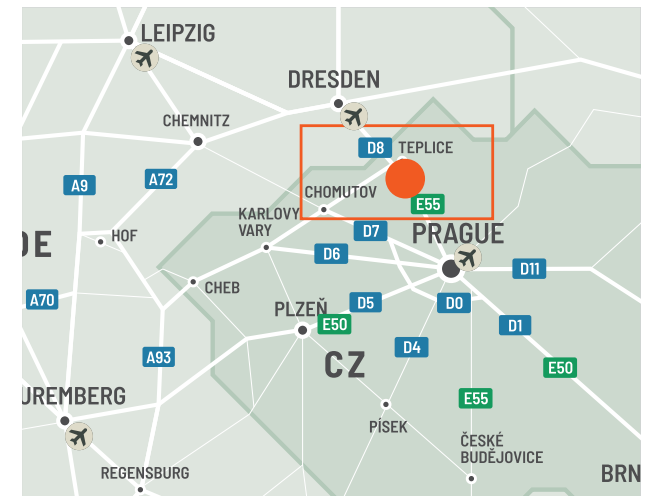 LEIPZIG
DRESDEN
CHEMNITZ
D8
TEPLICE
A9
A72
CHOMUTOV
E55
KARLOVY
VARY
D7
DE
HOF
PRAGUE
D6
D11
CHEB
A70
PLZEŇ
D5
D0
E50
D1
A93
D4
CZ
E50
UREMBERG
E55
PÍSEK
ČESKÉ
BUDĚJOVICE
REGENSBURG
BRN